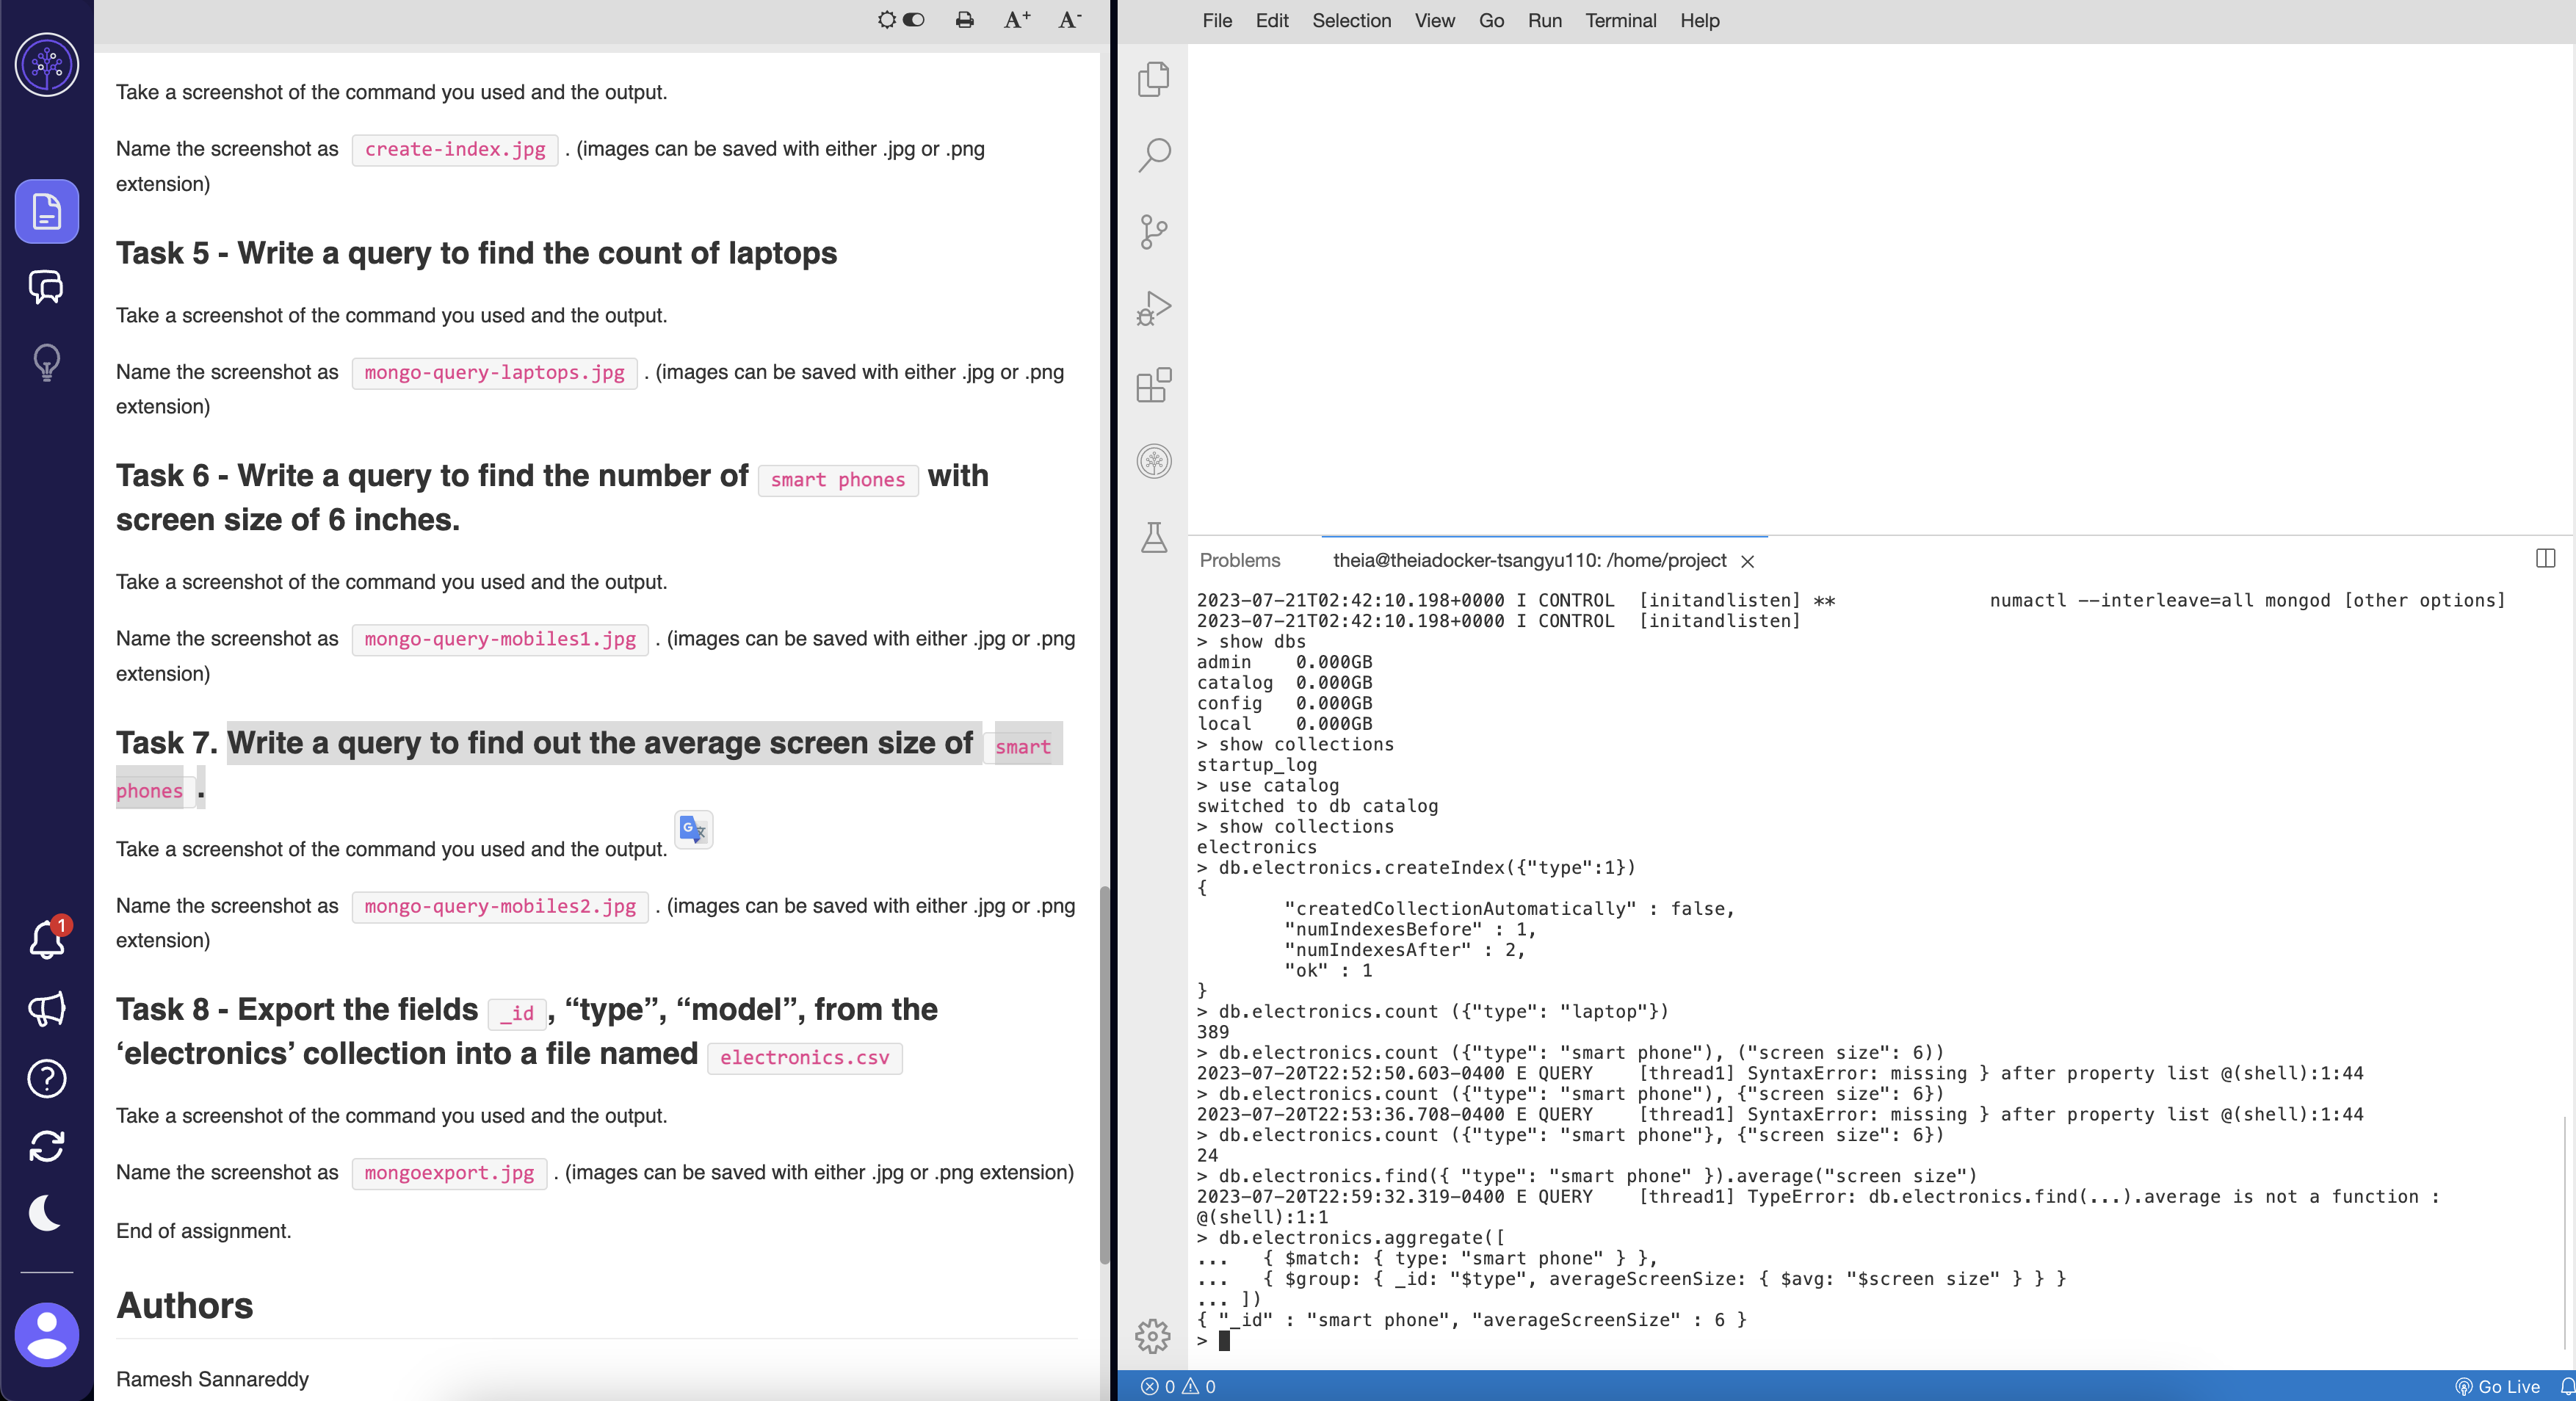 A+ A-
Take a screenshot of the command you used and the output.
Name the screenshot as create-index.jpg . (images can be saved with either .jpg or .png
extension)
Task 5 - Write a query to find the count of laptops
Take a screenshot of the command you used and the output.
Name the screenshot as mongo-query-laptops.jpg . (images can be saved with either .jpg or .png
extension)
Task 6 - Write a query to find the number of smart phones with
screen size of 6 inches.
Take a screenshot of the command you used and the output.
Name the screenshot as mongo-query-mobiles1.jpg . (images can be saved with either .jpg or .png
extension)
Task 7. Write a query to find out the average screen size of smart
phones .
Take a screenshot of the command you used and the output.
Name the screenshot as mongo-query-mobiles2.jpg . (images can be saved with either .jpg or .png
extension)
Task 8 - Export the fields _id , “type”, “model”, from the
‘electronics’ collection into a file named electronics.csv
Take a screenshot of the command you used and the output.
Name the screenshot as mongoexport.jpg . (images can be saved with either .jpg or .png extension)
End of assignment.
Authors
Ramesh Sannareddy
1
File Edit Selection View Go Run Terminal Help
Problems theia@theiadocker-tsangyu110: /home/project
2023-07-21T02:42:10.198+0000 I CONTROL  [initandlisten] **              numactl --interleave=all mongod [other options]
2023-07-21T02:42:10.198+0000 I CONTROL  [initandlisten]
> show dbs
admin    0.000GB
catalog  0.000GB
config   0.000GB
local    0.000GB
> show collections
startup_log
> use catalog
switched to db catalog
> show collections
electronics
> db.electronics.createIndex({"type":1})
{
        "createdCollectionAutomatically" : false,
        "numIndexesBefore" : 1,
        "numIndexesAfter" : 2,
        "ok" : 1
}
> db.electronics.count ({"type": "laptop"})
389
> db.electronics.count ({"type": "smart phone"), ("screen size": 6))
2023-07-20T22:52:50.603-0400 E QUERY    [thread1] SyntaxError: missing } after property list @(shell):1:44
> db.electronics.count ({"type": "smart phone"), {"screen size": 6})
2023-07-20T22:53:36.708-0400 E QUERY    [thread1] SyntaxError: missing } after property list @(shell):1:44
> db.electronics.count ({"type": "smart phone"}, {"screen size": 6})
24
> db.electronics.find({ "type": "smart phone" }).average("screen size")
2023-07-20T22:59:32.319-0400 E QUERY    [thread1] TypeError: db.electronics.find(...).average is not a function :
@(shell):1:1
> db.electronics.aggregate([
...   { $match: { type: "smart phone" } },
...   { $group: { _id: "$type", averageScreenSize: { $avg: "$screen size" } } }
... ])
{ "_id" : "smart phone", "averageScreenSize" : 6 }
>
0 0
Go Live